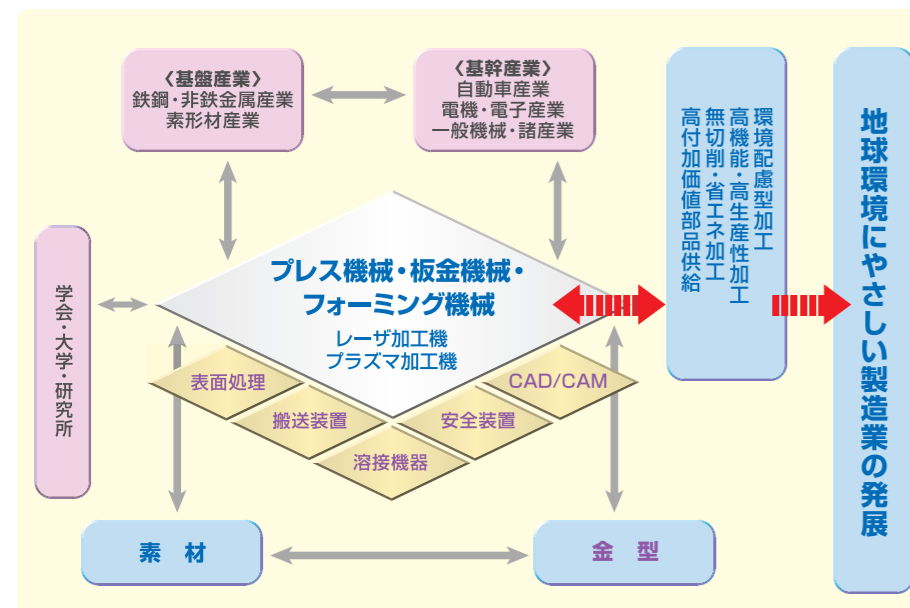 〈基盤産業〉
鉄鋼・非鉄金属産業
素形材産業
〈基幹産業〉
自動車産業
電機・電子産業
一般機械・諸産業
学会・大学・研究所
プレス機械・板金機械・
フォーミング機械
レーザ加工機
プラズマ加工機
表面処理
搬送装置
溶接機器
安全装置
CAD/CAM
素 材
金 型
環境配慮型加工
高機能・高生産性加工
無切削・省エネ加工
高付加価値部品供給
地球環境にやさしい製造業の発展